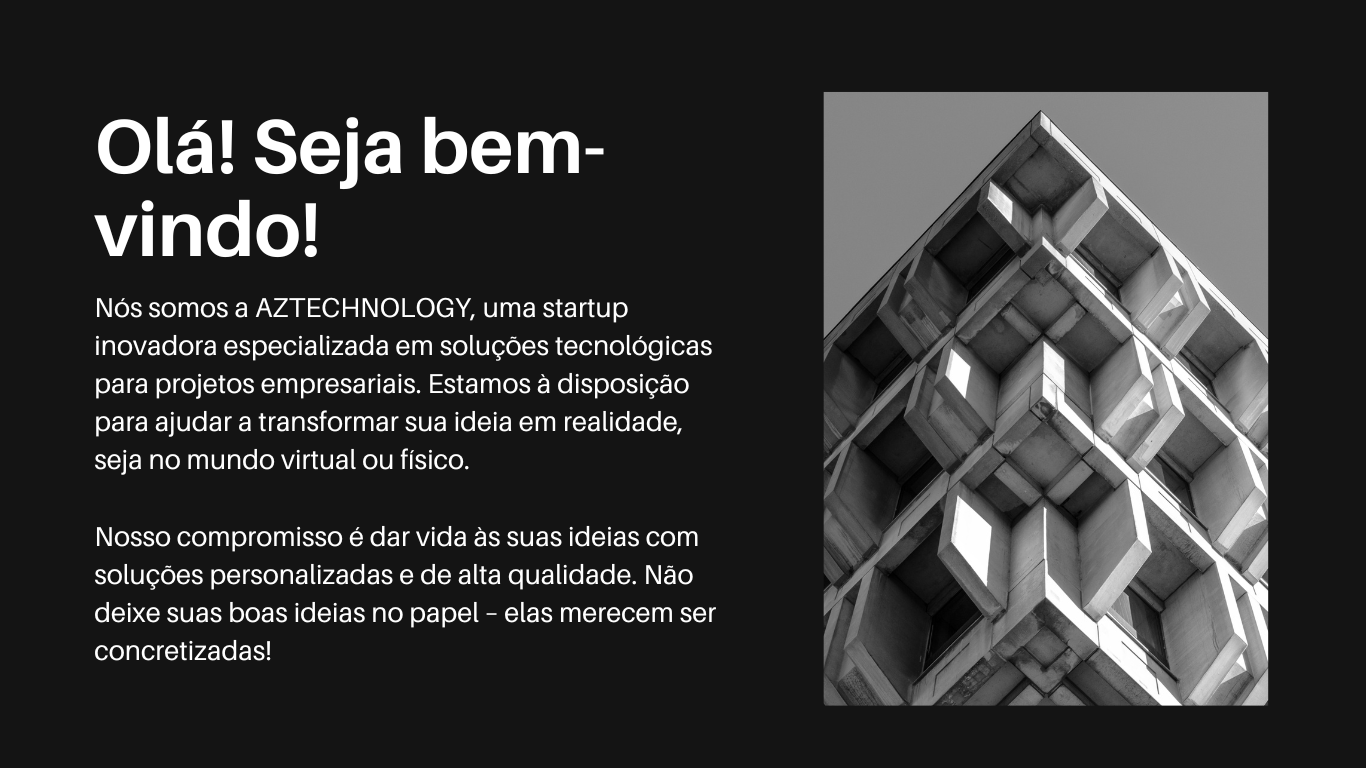 Olá! Seja bem-
vindo!
Nós somos a AZTECHNOLOGY, uma startup
inovadora especializada em soluções tecnológicas
para projetos empresariais. Estamos à disposição
para ajudar a transformar sua ideia em realidade,
seja no mundo virtual ou físico.
Nosso compromisso é dar vida às suas ideias com
soluções personalizadas e de alta qualidade. Não
deixe suas boas ideias no papel – elas merecem ser
concretizadas!